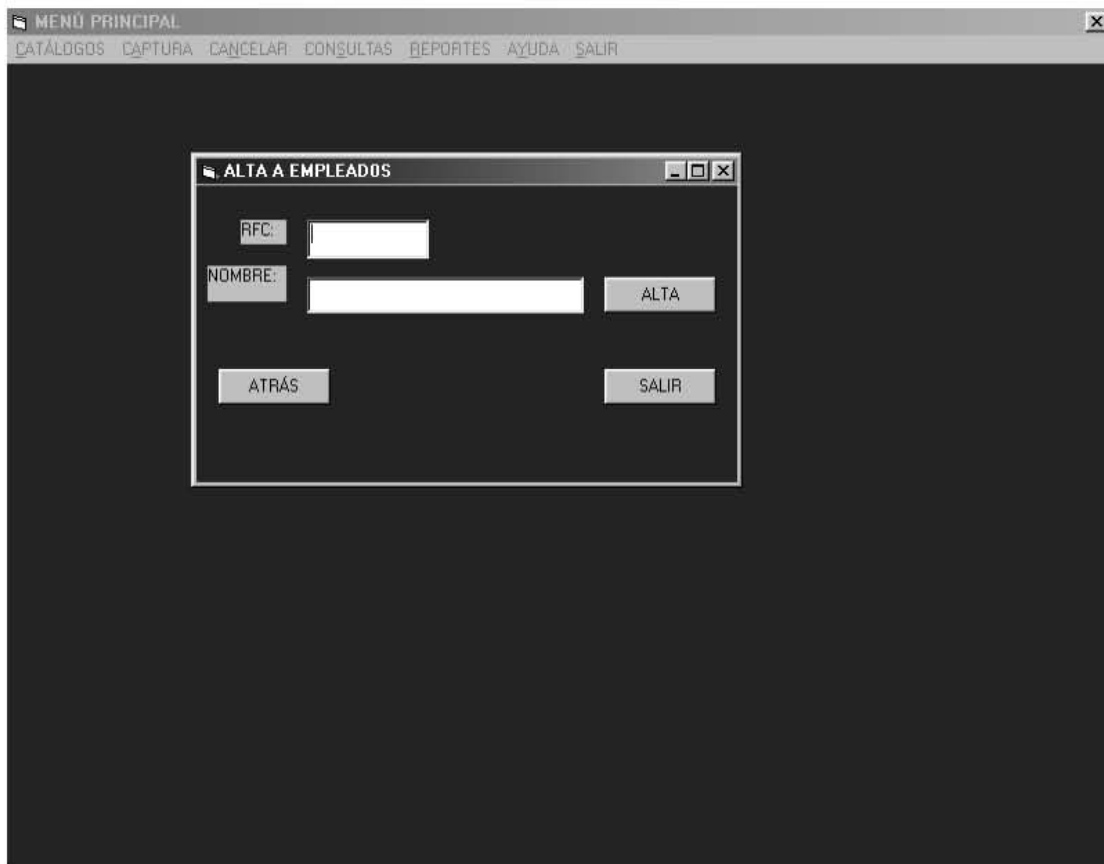 MENÚ PRINCIPAL
CATÁLOGOS CAPTURA CANCELAR CONSULTAS REPORTES AYUDA SALIR
ALTA A EMPLEADOS
RFC:
NOMBRE:
ALTA
ATRÁS SALIR